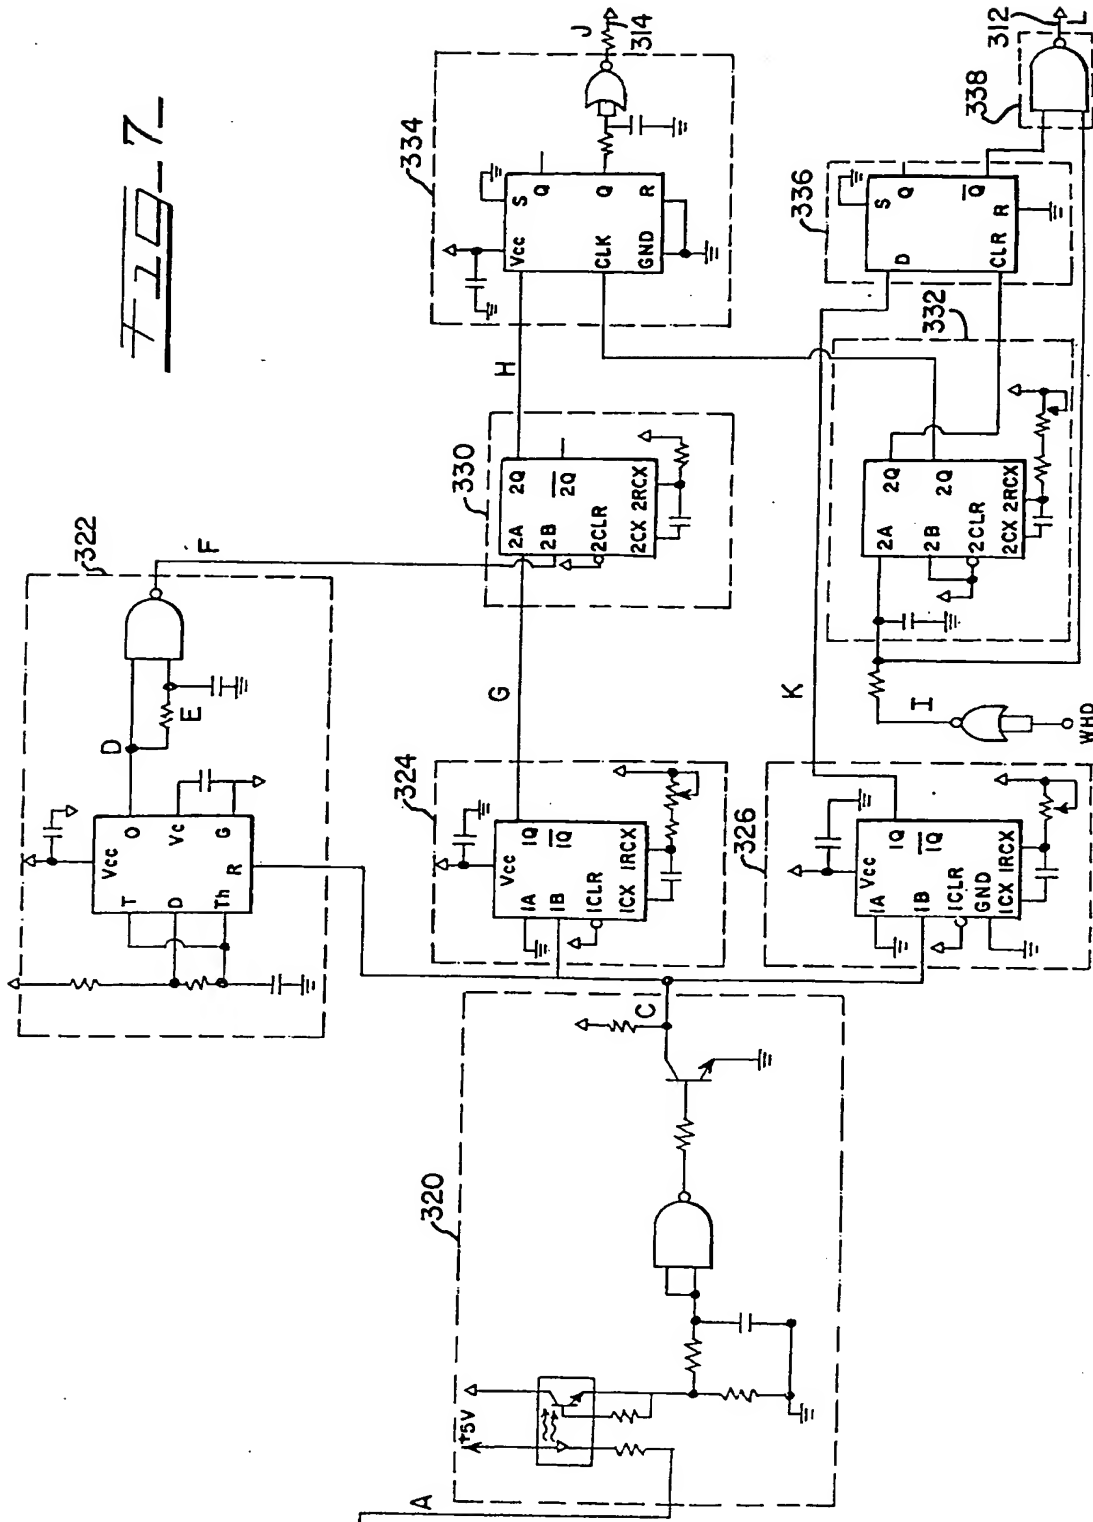 FIG-7-
322
Vcc
T
D
Th
O
Vc
G
R
D
E
F
324
Vcc
1A
1B
1CLR
1CX 1RCX
1Q
1Q
G
330
2A
2B
2CLR
2CX 2RCX
2Q
2Q
H
334
Vcc
S
Q
CLK
Q
GND
R
J
314
320
+5V
A
C
326
Vcc
1A
1B
1CLR
GND
1CX 1RCX
1Q
1Q
K
I
WHD
332
2A
2B
2CLR
2CX 2RCX
2Q
2Q
336
S
D
Q
Q
CLR
R
338
312
L